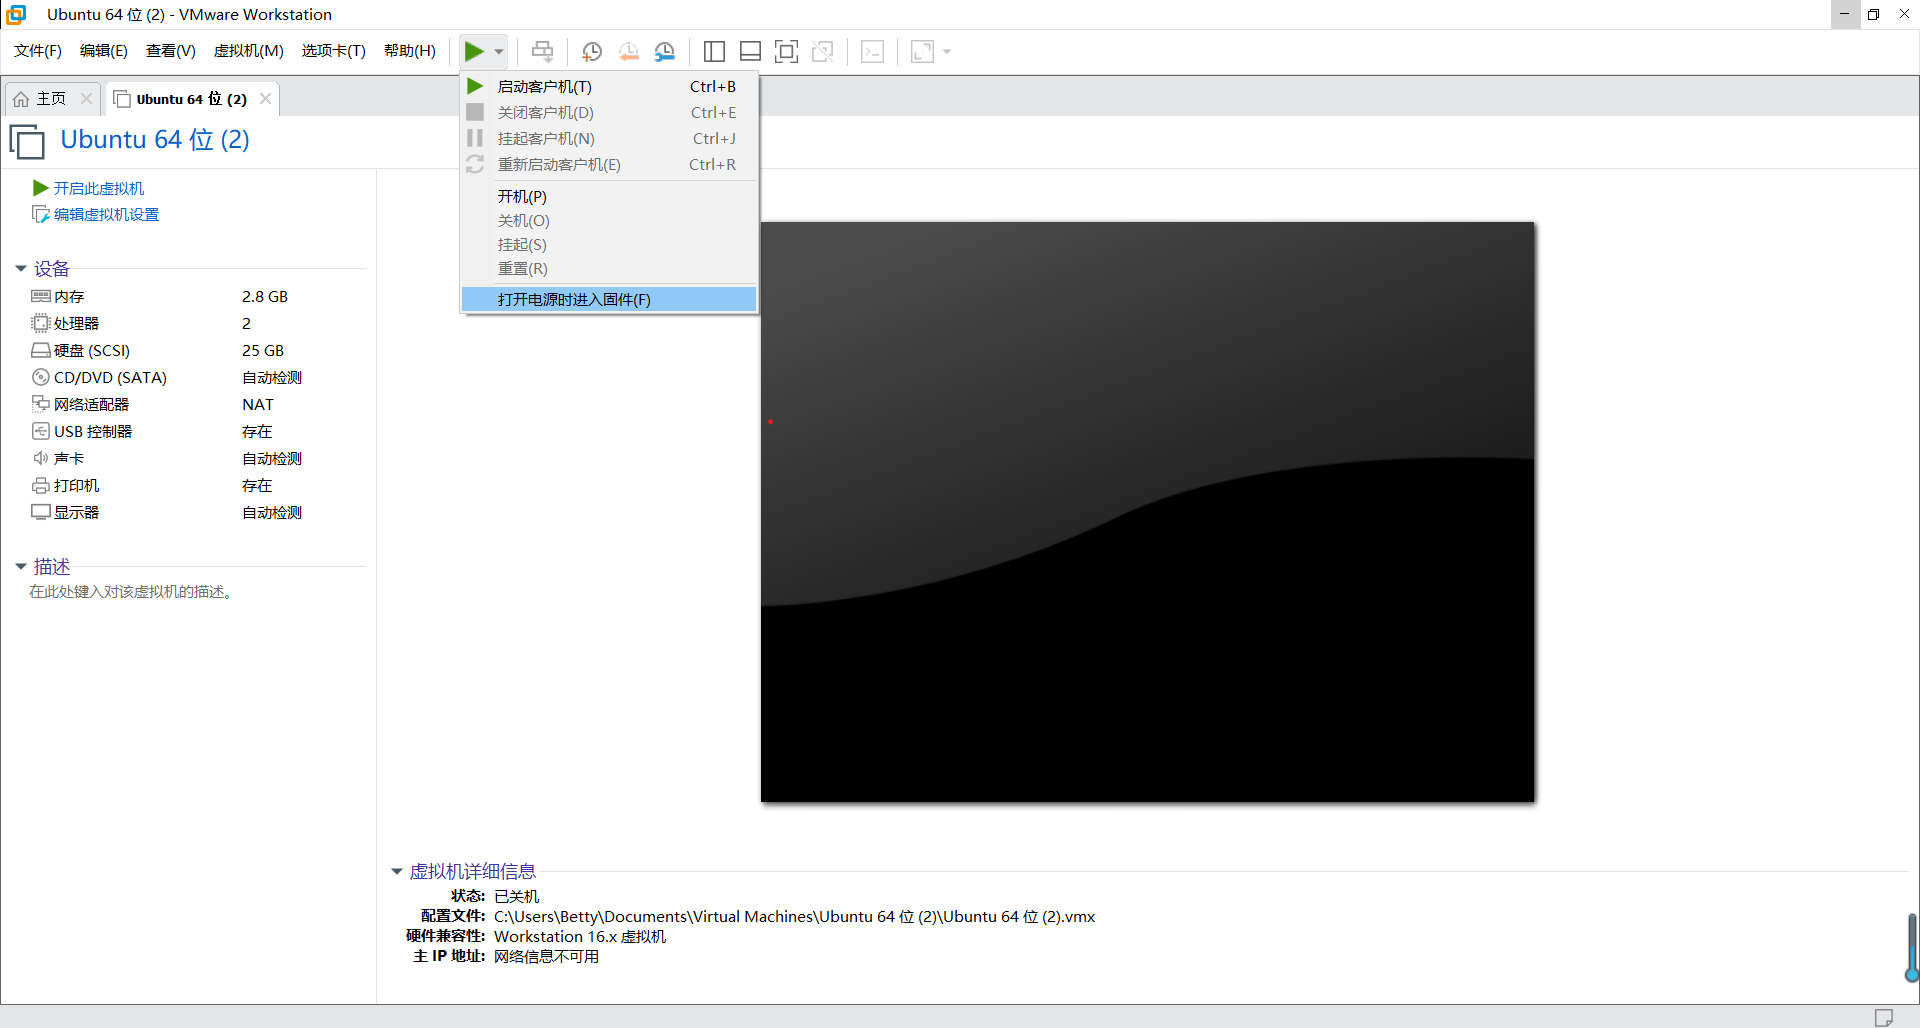 Ubuntu 64 位 (2) - VMware Workstation
文件(F) 编辑(E) 查看(V) 虚拟机(M) 选项卡(T) 帮助(H)
主页 Ubuntu 64 位 (2)
Ubuntu 64 位 (2)
开启此虚拟机
编辑虚拟机设置
设备
内存 2.8 GB
处理器 2
硬盘 (SCSI) 25 GB
CD/DVD (SATA) 自动检测
网络适配器 NAT
USB 控制器 存在
声卡 自动检测
打印机 存在
显示器 自动检测
描述
在此处键入对该虚拟机的描述。
启动客户机(T) Ctrl+B
关闭客户机(D) Ctrl+E
挂起客户机(N) Ctrl+J
重新启动客户机(E) Ctrl+R
开机(P)
关机(O)
挂起(S)
重置(R)
打开电源时进入固件(F)
虚拟机详细信息
状态: 已关机
配置文件: C:\Users\Betty\Documents\Virtual Machines\Ubuntu 64 位 (2)\Ubuntu 64 位 (2).vmx
硬件兼容性: Workstation 16.x 虚拟机
主 IP 地址: 网络信息不可用